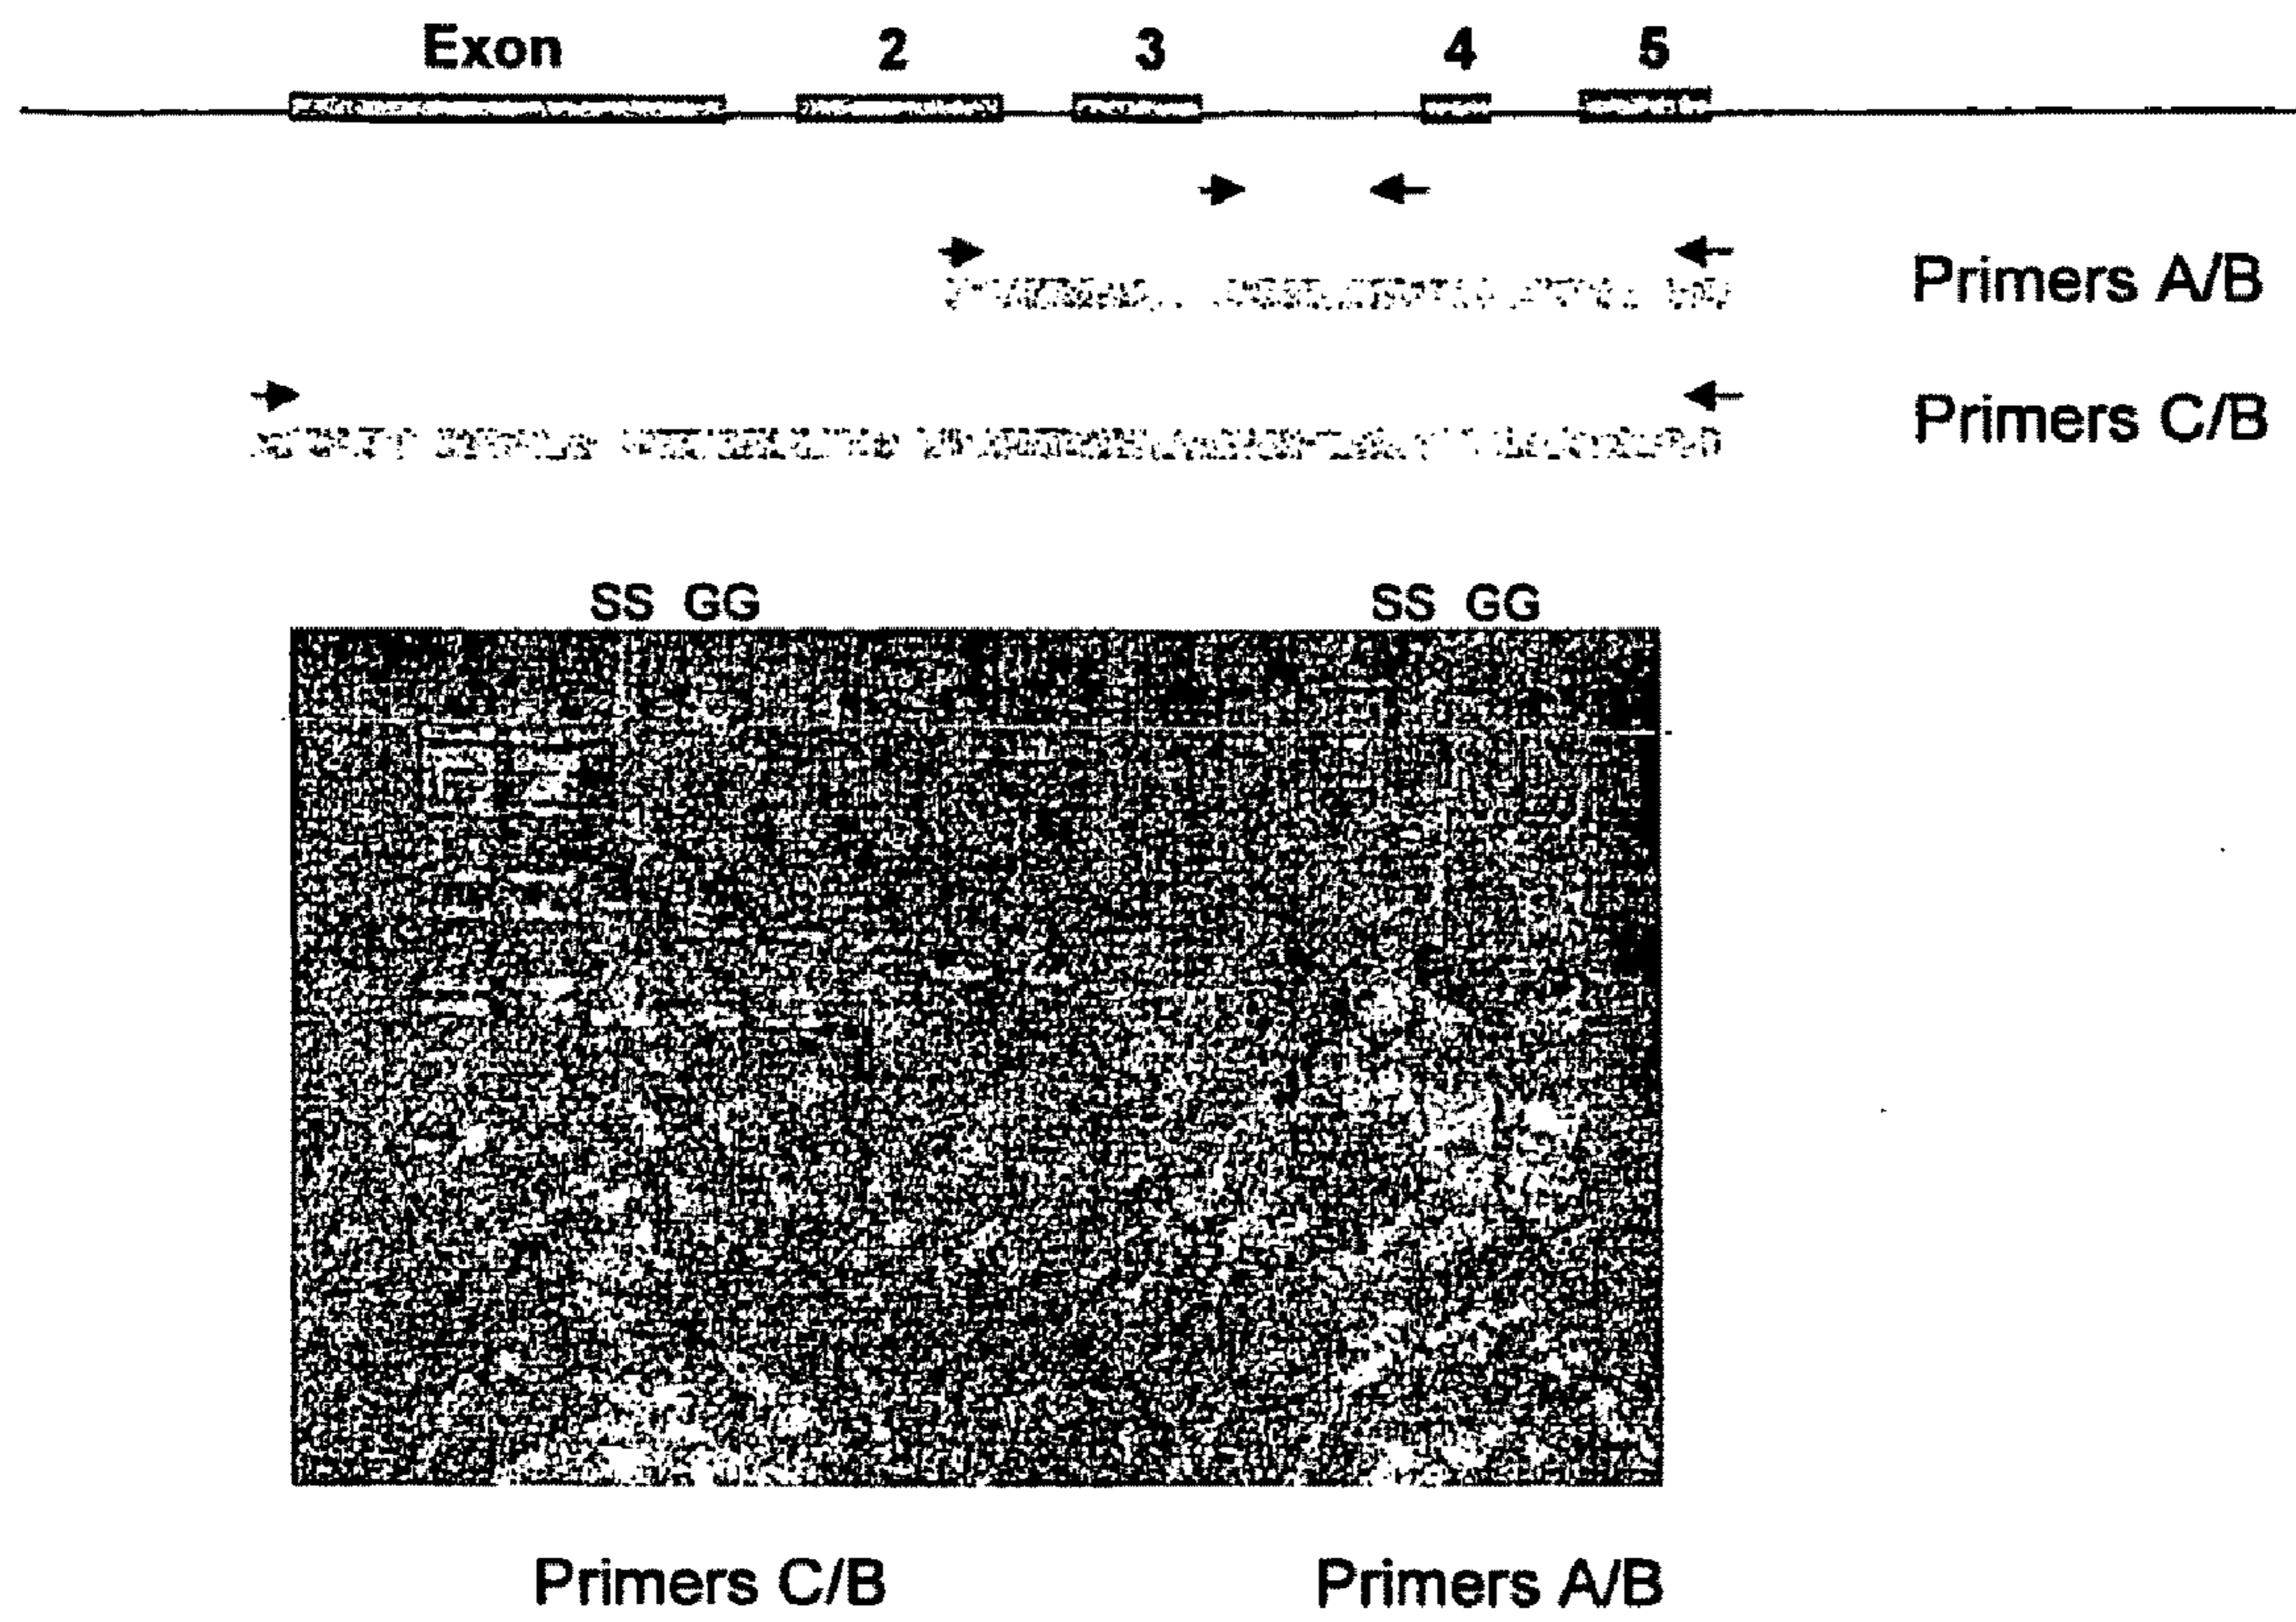 Exon 2 3 4 5
Primers A/B
Primers C/B
SS GG SS GG
Primers C/B Primers A/B